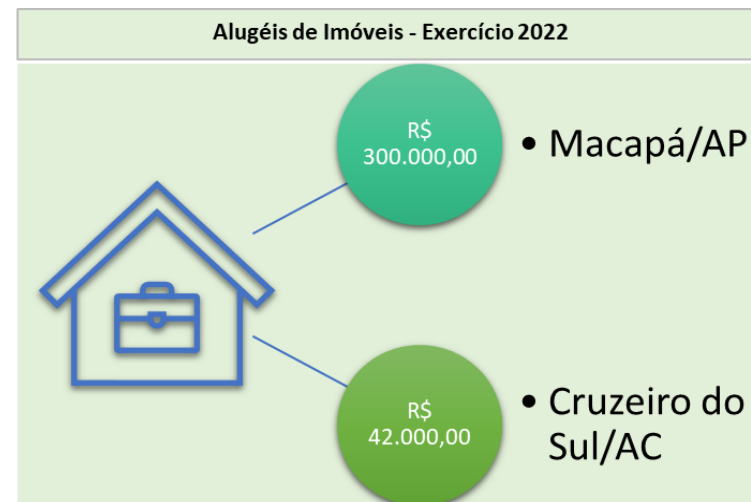 Alugéis de Imóveis - Exercício 2022
R$
300.000,00
• Macapá/AP
R$
42.000,00
• Cruzeiro do
Sul/AC